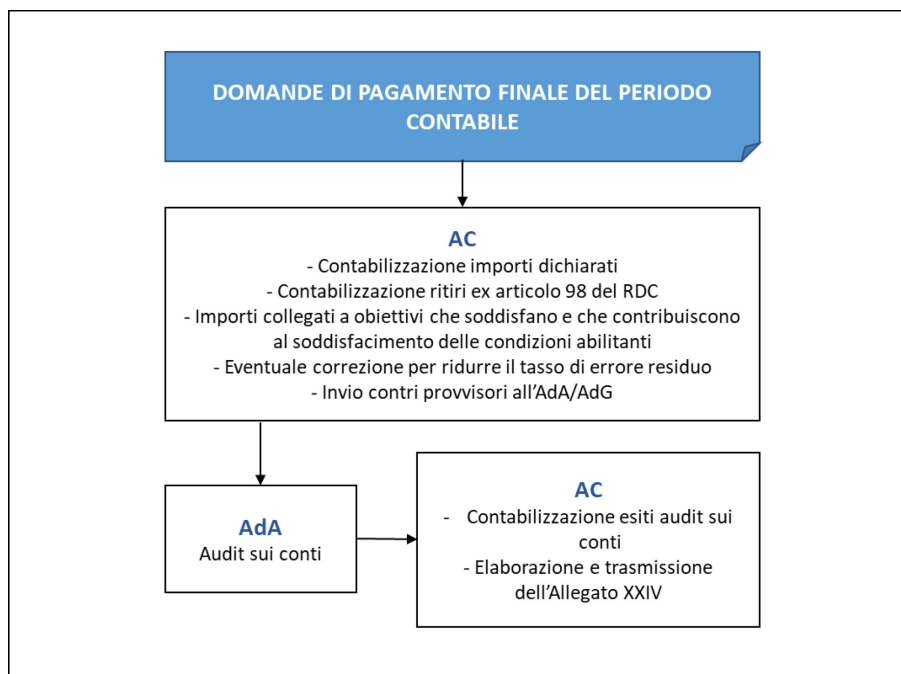 DOMANDE DI PAGAMENTO FINALE DEL PERIODO
CONTABILE
AC
- Contabilizzazione importi dichiarati
- Contabilizzazione ritiri ex articolo 98 del RDC
- Importi collegati a obiettivi che soddisfano e che contribuiscono
al soddisfacimento delle condizioni abilitanti
- Eventuale correzione per ridurre il tasso di errore residuo
- Invio contri provvisori all'AdA/AdG
AdA
Audit sui conti
AC
- Contabilizzazione esiti audit sui
conti
- Elaborazione e trasmissione
dell'Allegato XXIV